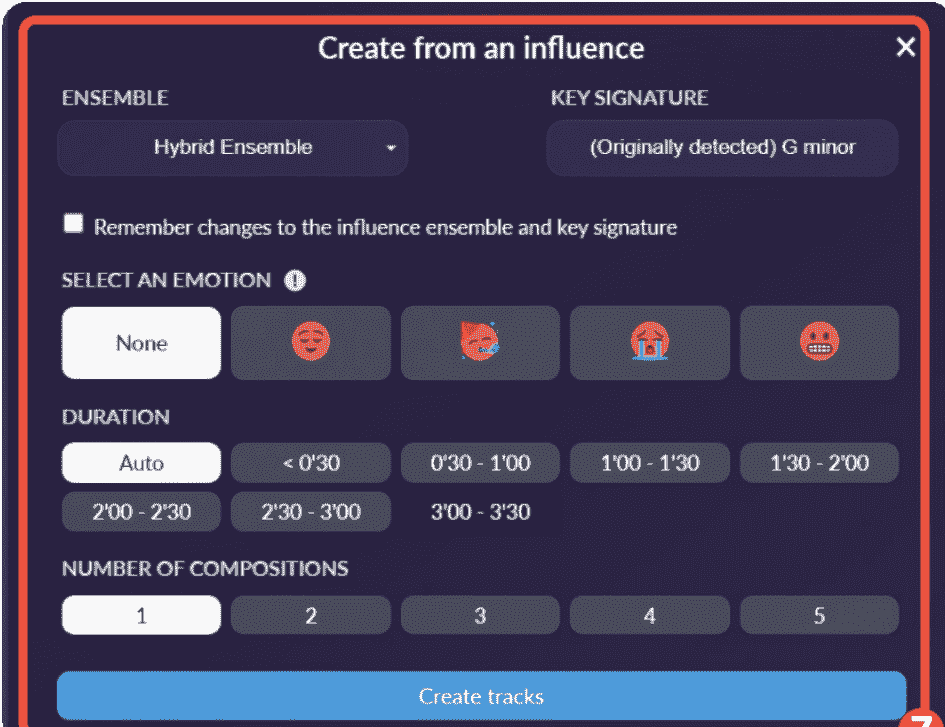 Create from an influence ×
ENSEMBLE KEY SIGNATURE
Hybrid Ensemble (Originally detected) G minor
Remember changes to the influence ensemble and key signature
SELECT AN EMOTION !
None
DURATION
Auto < 0'30 0'30 - 1'00 1'00 - 1'30 1'30 - 2'00
2'00 - 2'30 2'30 - 3'00 3'00 - 3'30
NUMBER OF COMPOSITIONS
1 2 3 4 5
Create tracks
7